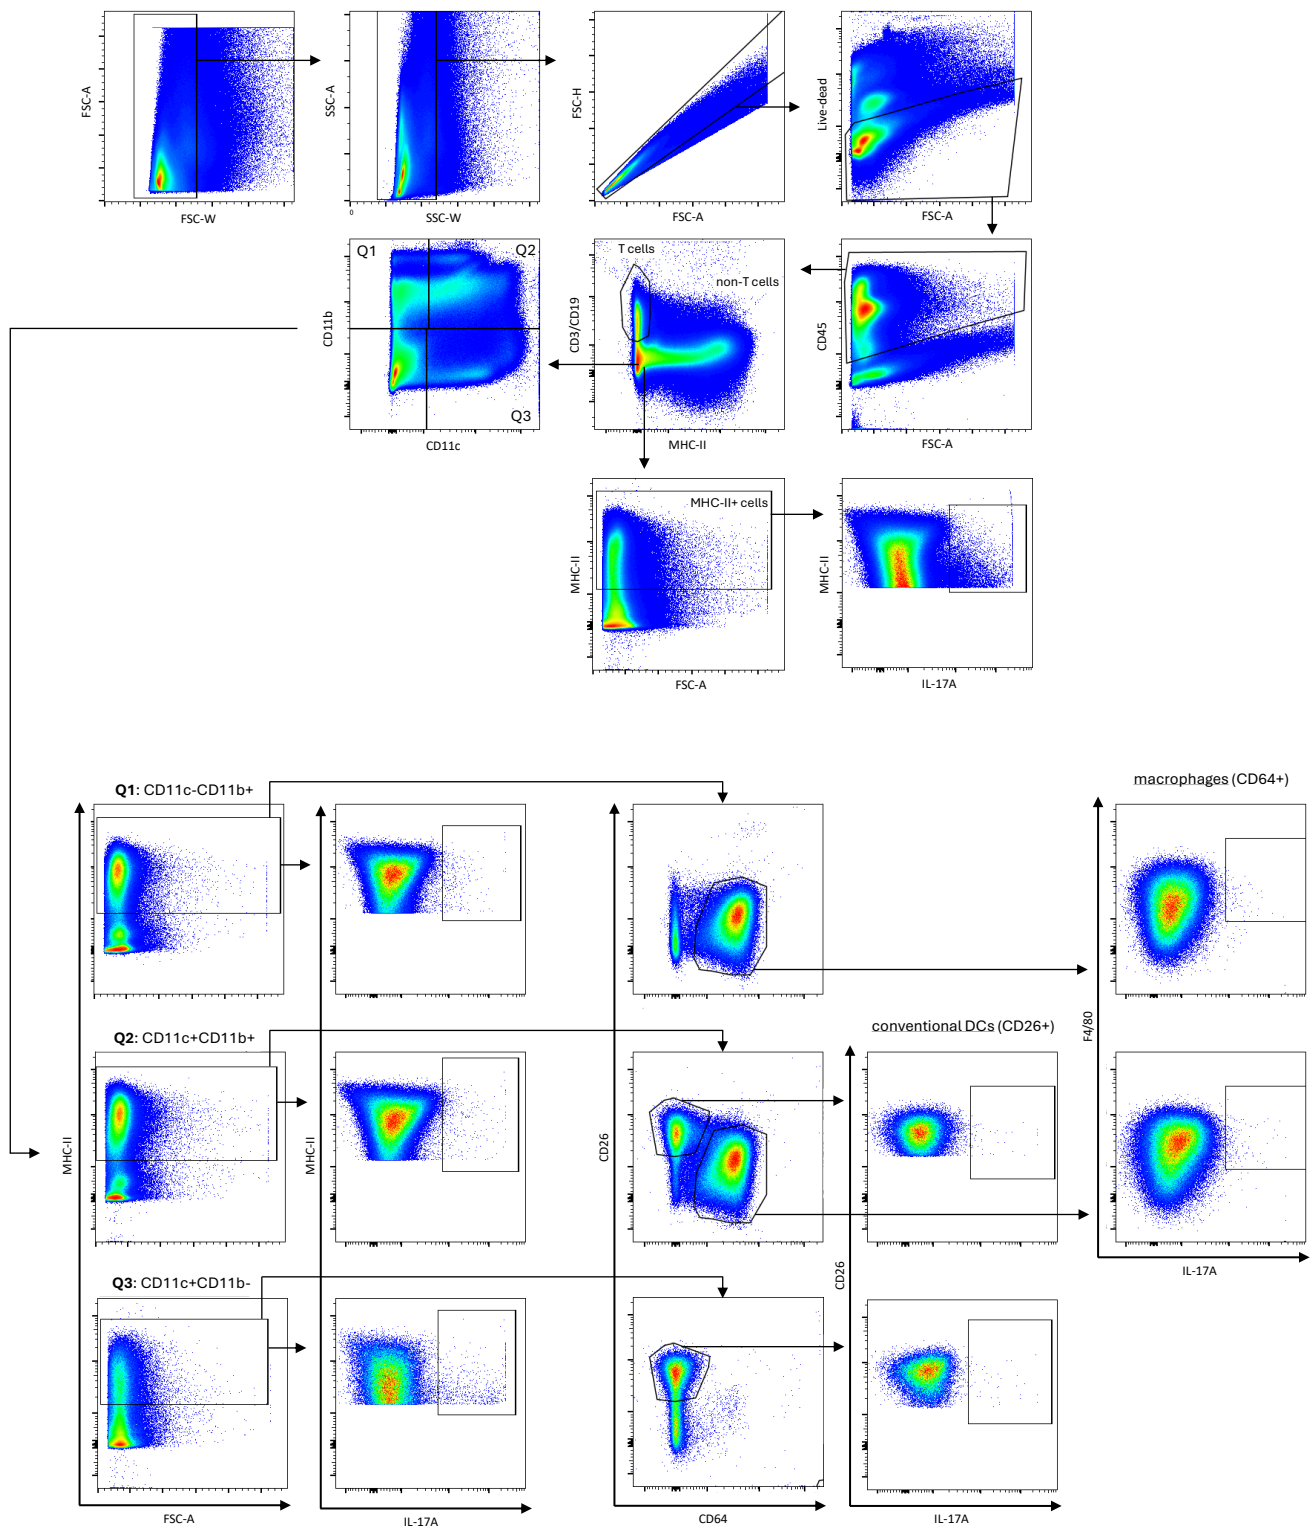 FSC-A
FSC-W
SSC-A
0
SSC-W
FSC-H
FSC-A
Live-dead
FSC-A
Q1
Q2
CD11b
Q3
CD11c
T cells
non-T cells
CD3/CD19
MHC-II
CD45
FSC-A
MHC-II+ cells
MHC-II
FSC-A
MHC-II
IL-17A
Q1: CD11c-CD11b+
macrophages (CD64+)
Q2: CD11c+CD11b+
conventional DCs (CD26+)
F4/80
MHC-II
MHC-II
CD26
IL-17A
Q3: CD11c+CD11b-
CD26
FSC-A
IL-17A
CD64
IL-17A